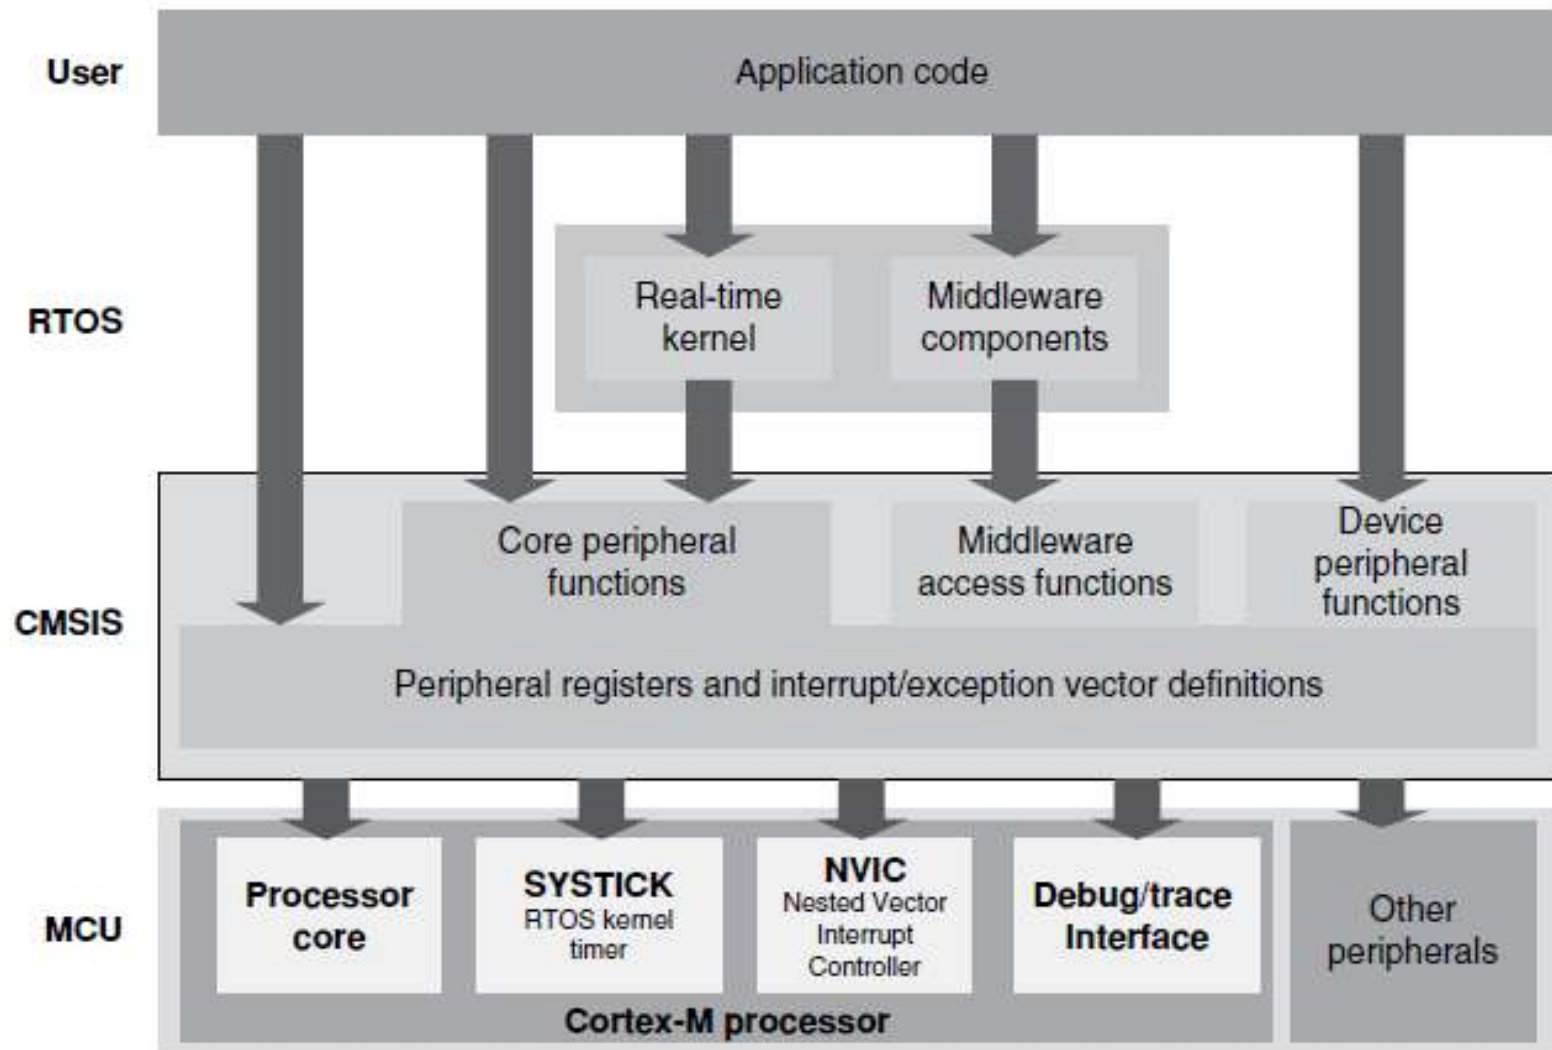 User
Application code
RTOS
Real-time
kernel
Middleware
components
CMSIS
Core peripheral
functions
Middleware
access functions
Device
peripheral
functions
Peripheral registers and interrupt/exception vector definitions
MCU
Processor
core
SYSTICK
RTOS kernel
timer
NVIC
Nested Vector
Interrupt
Controller
Debug/trace
Interface
Other
peripherals
Cortex-M processor